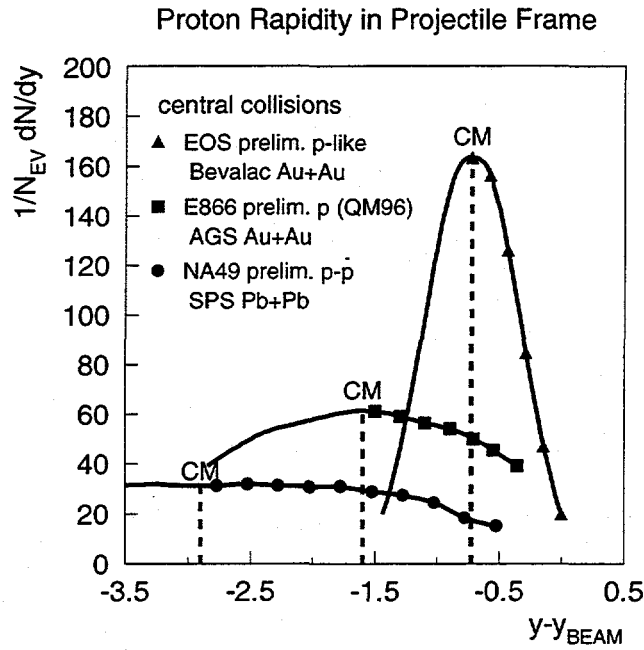 Proton Rapidity in Projectile Frame
1/N_EV dN/dy
200
180
160
140
120
100
80
60
40
20
0
central collisions
EOS prelim. p-like
Bevalac Au+Au
E866 prelim. p (QM96)
AGS Au+Au
NA49 prelim. p-p̄
SPS Pb+Pb
CM
CM
CM
-3.5
-2.5
-1.5
-0.5
0.5
y-y_BEAM